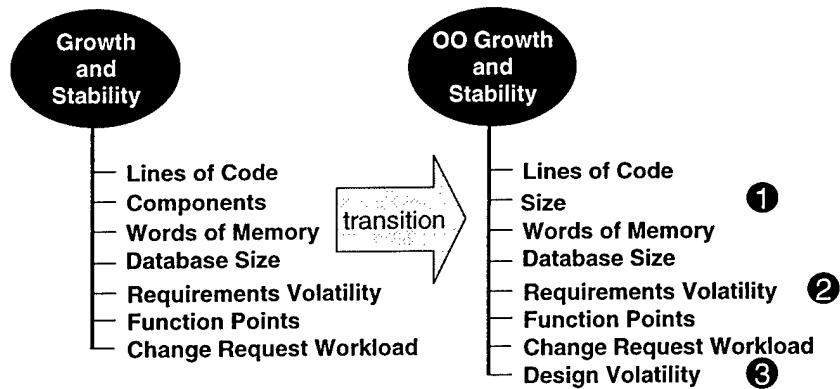 Growth
and
Stability
Lines of Code
Components
Words of Memory
Database Size
Requirements Volatility
Function Points
Change Request Workload
transition
OO Growth
and
Stability
Lines of Code
Size 1
Words of Memory
Database Size
Requirements Volatility 2
Function Points
Change Request Workload
Design Volatility 3